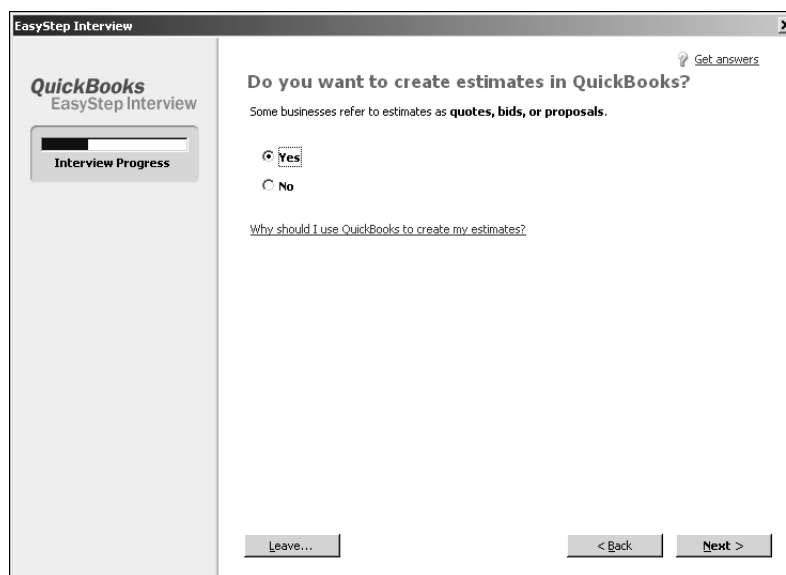 EasyStep Interview
QuickBooks
EasyStep Interview
Interview Progress
Get answers
Do you want to create estimates in QuickBooks?
Some businesses refer to estimates as quotes, bids, or proposals.
Yes
No
Why should I use QuickBooks to create my estimates?
Leave...
< Back
Next >